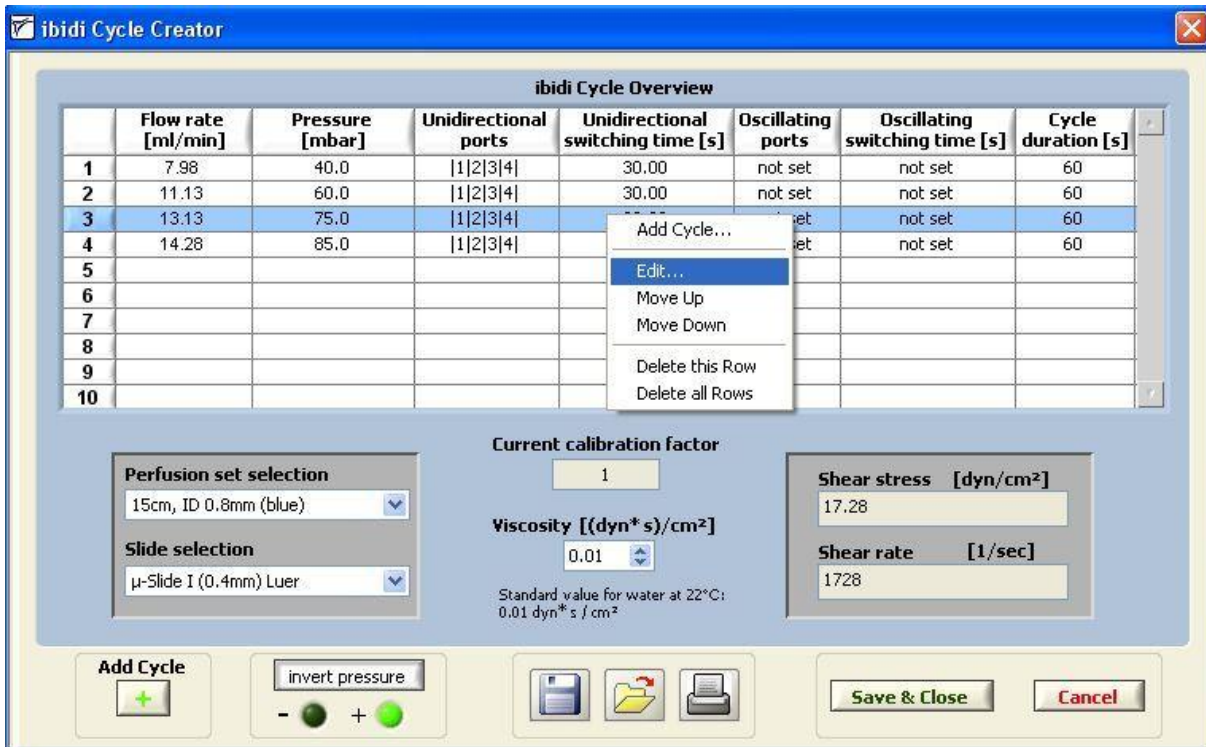 ibidi Cycle Creator
ibidi Cycle Overview
Flow rate [ml/min] Pressure [mbar] Unidirectional ports Unidirectional switching time [s] Oscillating ports Oscillating switching time [s] Cycle duration [s]
1 7.98 40.0 |1|2|3|4| 30.00 not set not set 60
2 11.13 60.0 |1|2|3|4| 30.00 not set not set 60
3 13.13 75.0 |1|2|3|4| set not set 60
4 14.28 85.0 |1|2|3|4| set not set 60
5
6
7
8
9
10
Add Cycle...
Edit...
Move Up
Move Down
Delete this Row
Delete all Rows
Perfusion set selection
15cm, ID 0.8mm (blue)
Slide selection
µ-Slide I (0.4mm) Luer
Current calibration factor
1
Viscosity [(dyn*s)/cm²]
0.01
Standard value for water at 22°C:
0.01 dyn*s / cm²
Shear stress [dyn/cm²]
17.28
Shear rate [1/sec]
1728
Add Cycle
+
invert pressure
- +
Save & Close
Cancel